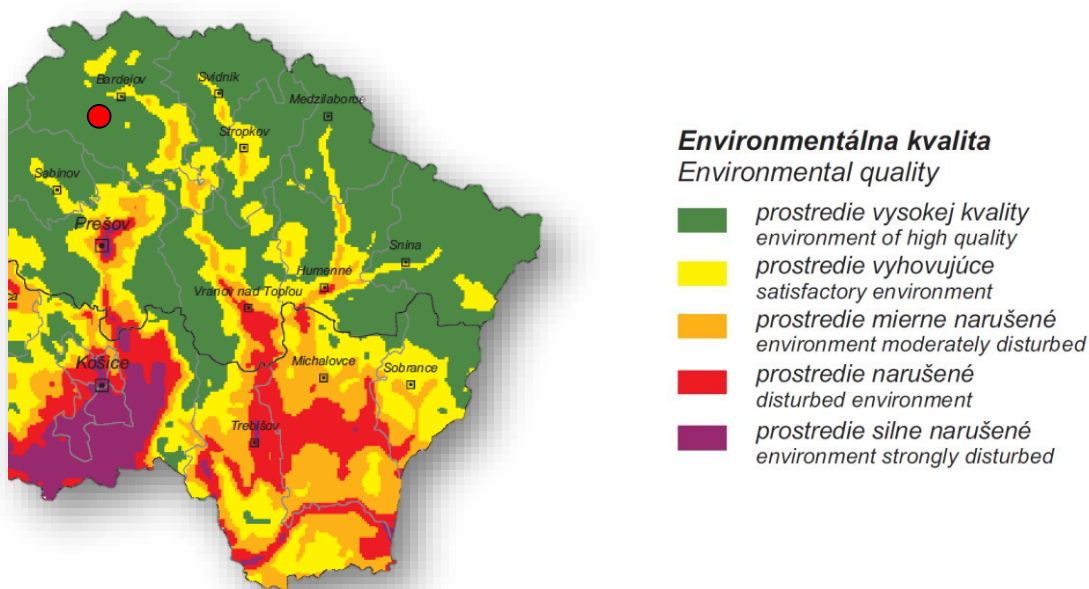 Bardejov
Svidník
Medzilaborce
Stropkov
Sabinov
Prešov
Snina
Humenné
Vranov nad Topľou
Košice
Michalovce
Sobrance
Trebišov
Environmentálna kvalita
Environmental quality
prostredie vysokej kvality
environment of high quality
prostredie vyhovujúce
satisfactory environment
prostredie mierne narušené
environment moderately disturbed
prostredie narušené
disturbed environment
prostredie silne narušené
environment strongly disturbed